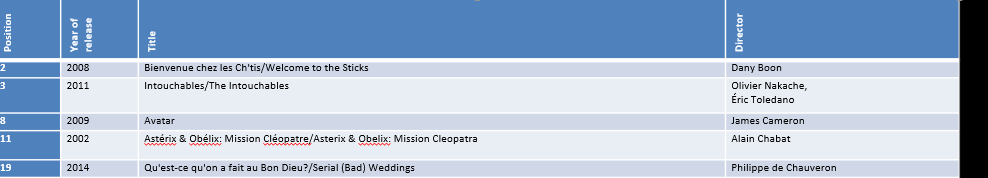 Position Year of release Title Director
2 2008 Bienvenue chez les Ch'tis/Welcome to the Sticks Dany Boon
3 2011 Intouchables/The Intouchables Olivier Nakache,
Éric Toledano
8 2009 Avatar James Cameron
11 2002 Astérix & Obélix: Mission Cléopatre/Asterix & Obelix: Mission Cleopatra Alain Chabat
19 2014 Qu'est-ce qu'on a fait au Bon Dieu?/Serial (Bad) Weddings Philippe de Chauveron